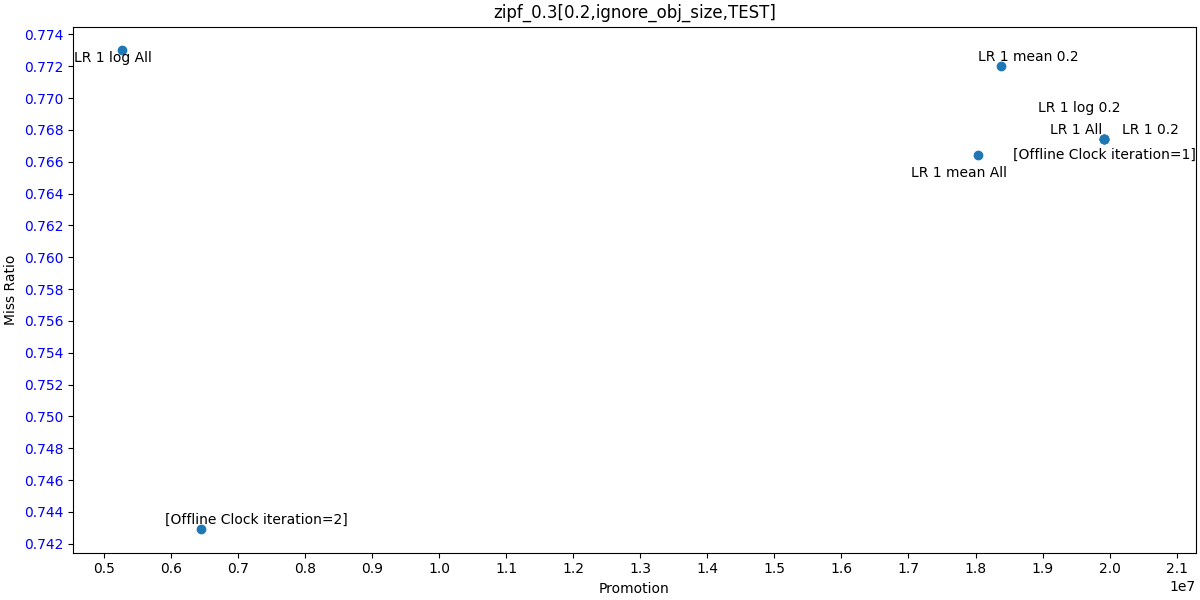 zipf_0.3[0.2,ignore_obj_size,TEST]
Miss Ratio
0.774
0.772
0.770
0.768
0.766
0.764
0.762
0.760
0.758
0.756
0.754
0.752
0.750
0.748
0.746
0.744
0.742
LR 1 log All
LR 1 mean 0.2
LR 1 log 0.2
LR 1 All
LR 1 0.2
[Offline Clock iteration=1]
LR 1 mean All
[Offline Clock iteration=2]
0.5 0.6 0.7 0.8 0.9 1.0 1.1 1.2 1.3 1.4 1.5 1.6 1.7 1.8 1.9 2.0 2.1
1e7
Promotion